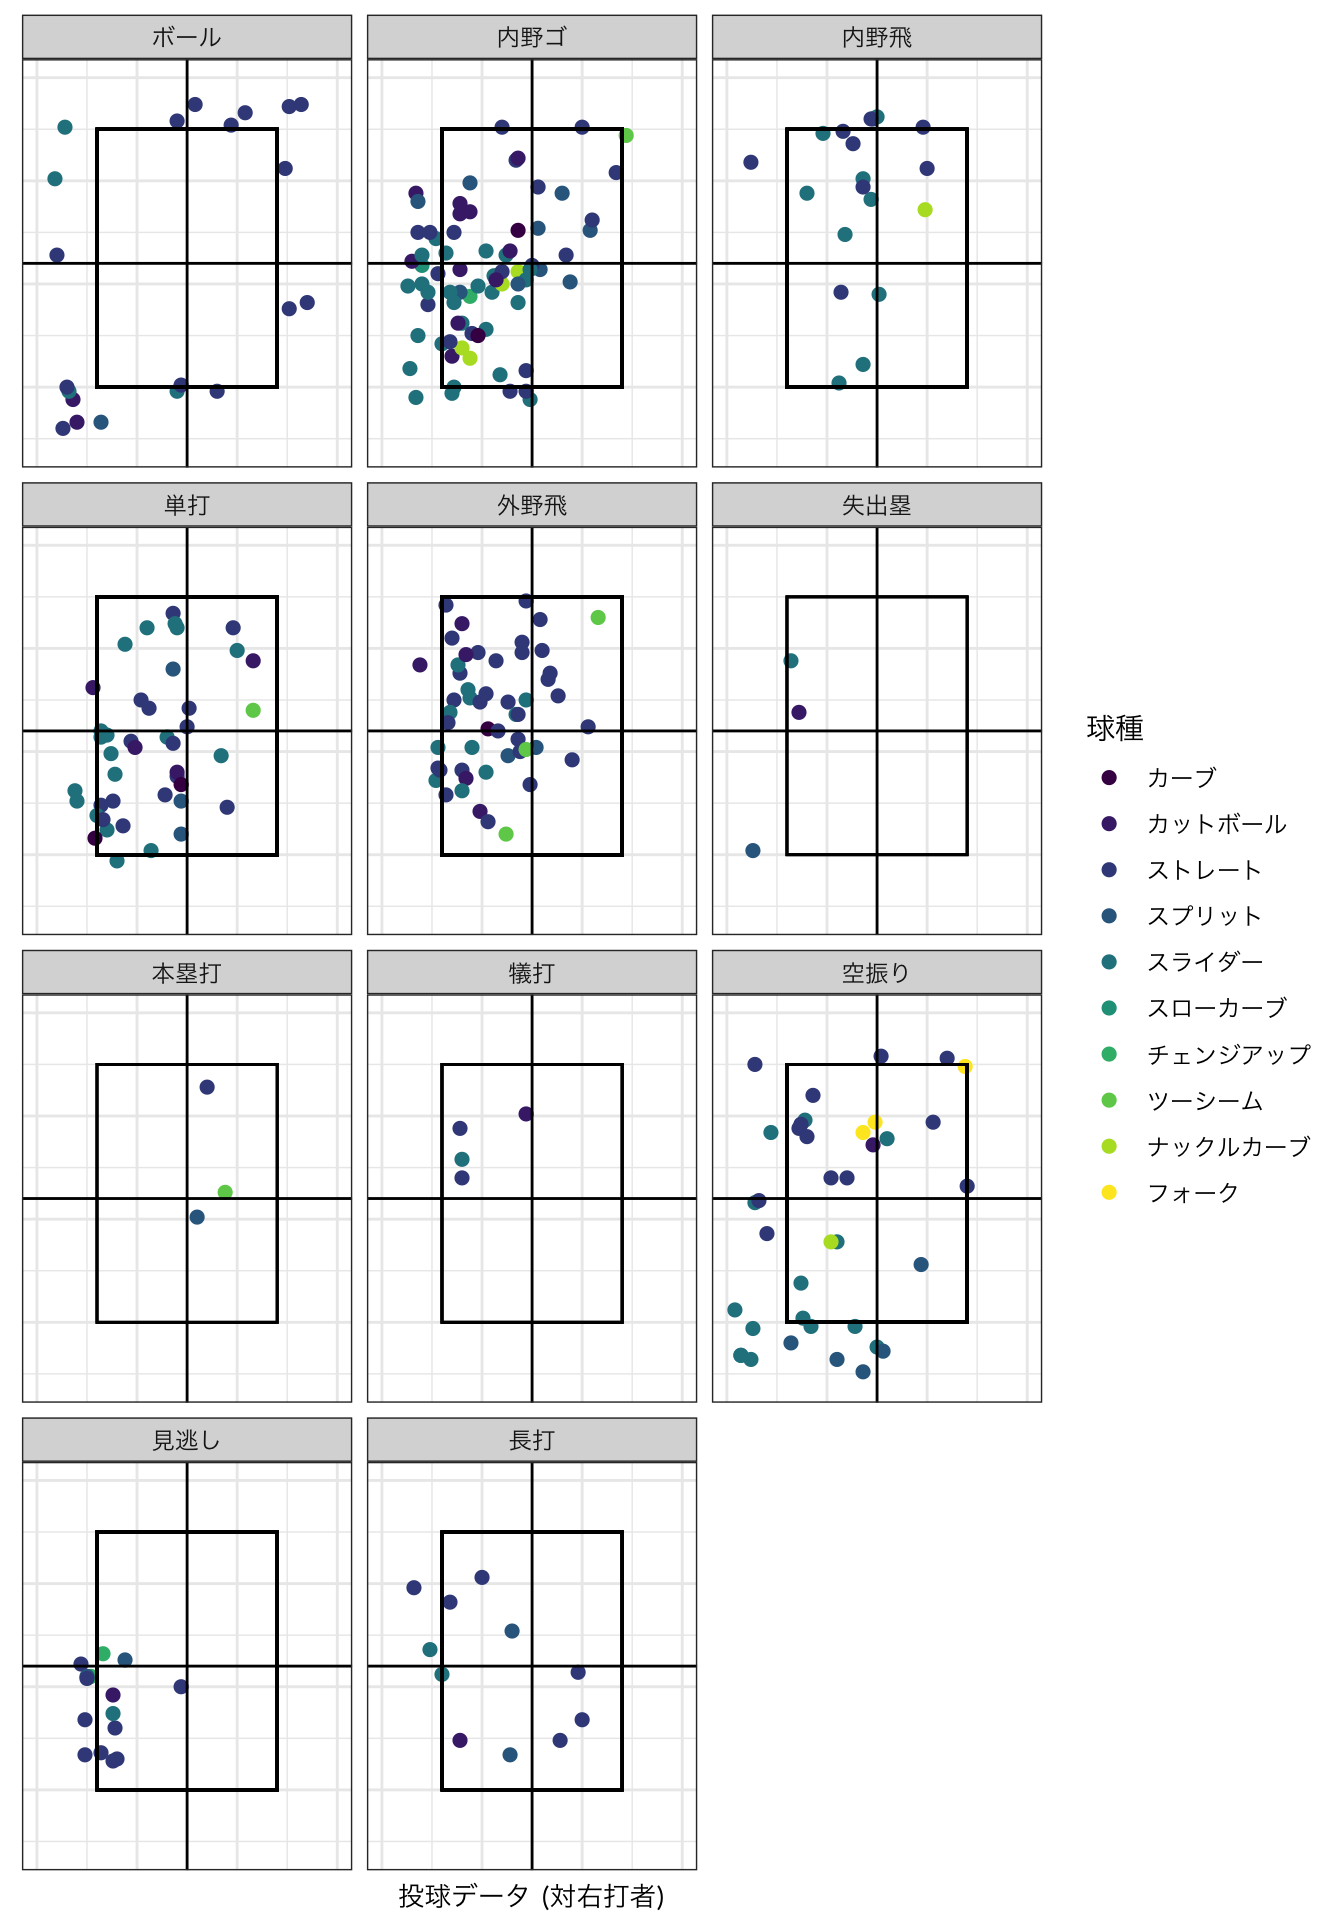 ボール
内野ゴ
内野飛
単打
外野飛
失出塁
本塁打
犠打
空振り
見逃し
長打
投球データ (対右打者)
球種
カーブ
カットボール
ストレート
スプリット
スライダー
スローカーブ
チェンジアップ
ツーシーム
ナックルカーブ
フォーク